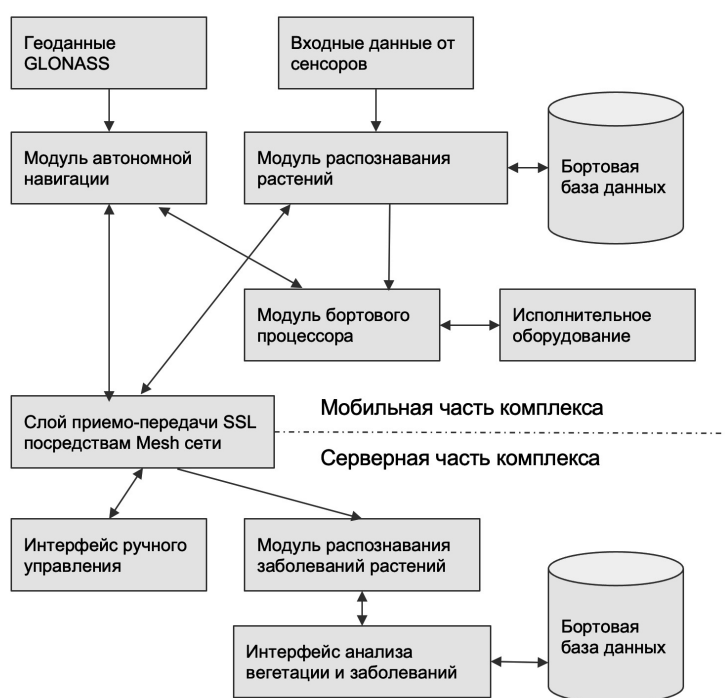 Геоданные
GLONASS
Входные данные от
сенсоров
Модуль автономной
навигации
Модуль распознавания
растений
Бортовая
база данных
Модуль бортового
процессора
Исполнительное
оборудование
Слой приемо-передачи SSL
посредствам Mesh сети
Мобильная часть комплекса
Серверная часть комплекса
Интерфейс ручного
управления
Модуль распознавания
заболеваний растений
Интерфейс анализа
вегетации и заболеваний
Бортовая
база данных